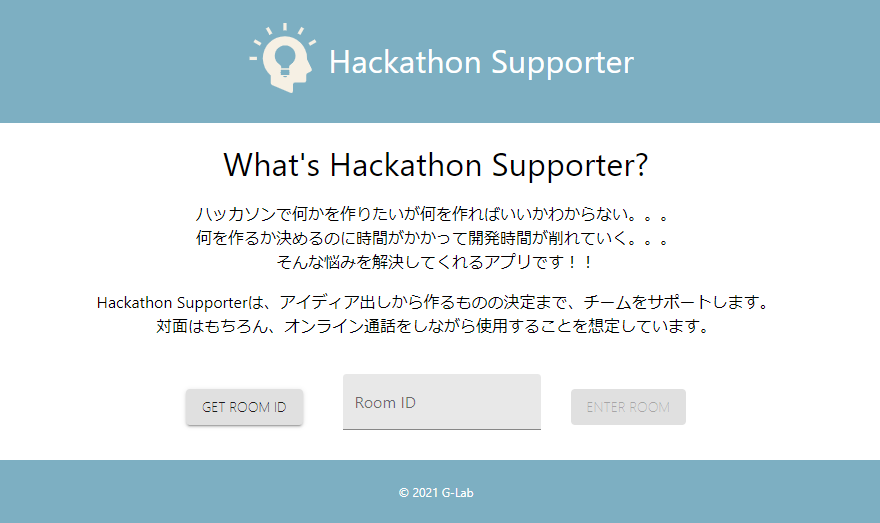 Hackathon Supporter
What's Hackathon Supporter?
ハッカソンで何かを作りたいが何を作ればいいかわからない。。。
何を作るか決めるのに時間がかかって開発時間が削れていく。。。
そんな悩みを解決してくれるアプリです！！
Hackathon Supporterは、アイディア出しから作るものの決定まで、チームをサポートします。
対面はもちろん、オンライン通話をしながら使用することを想定しています。
GET ROOM ID
Room ID
ENTER ROOM
© 2021 G-Lab